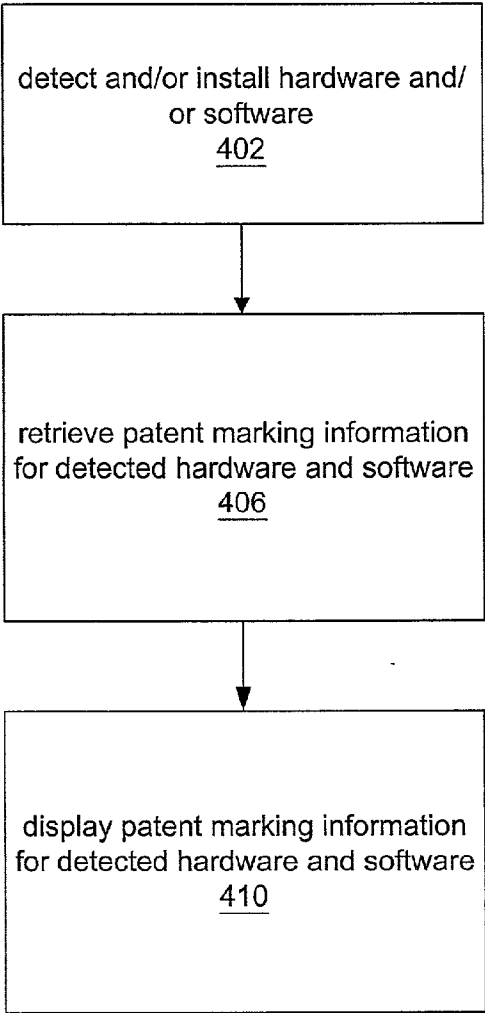 detect and/or install hardware and/
or software
402
retrieve patent marking information
for detected hardware and software
406
display patent marking information
for detected hardware and software
410